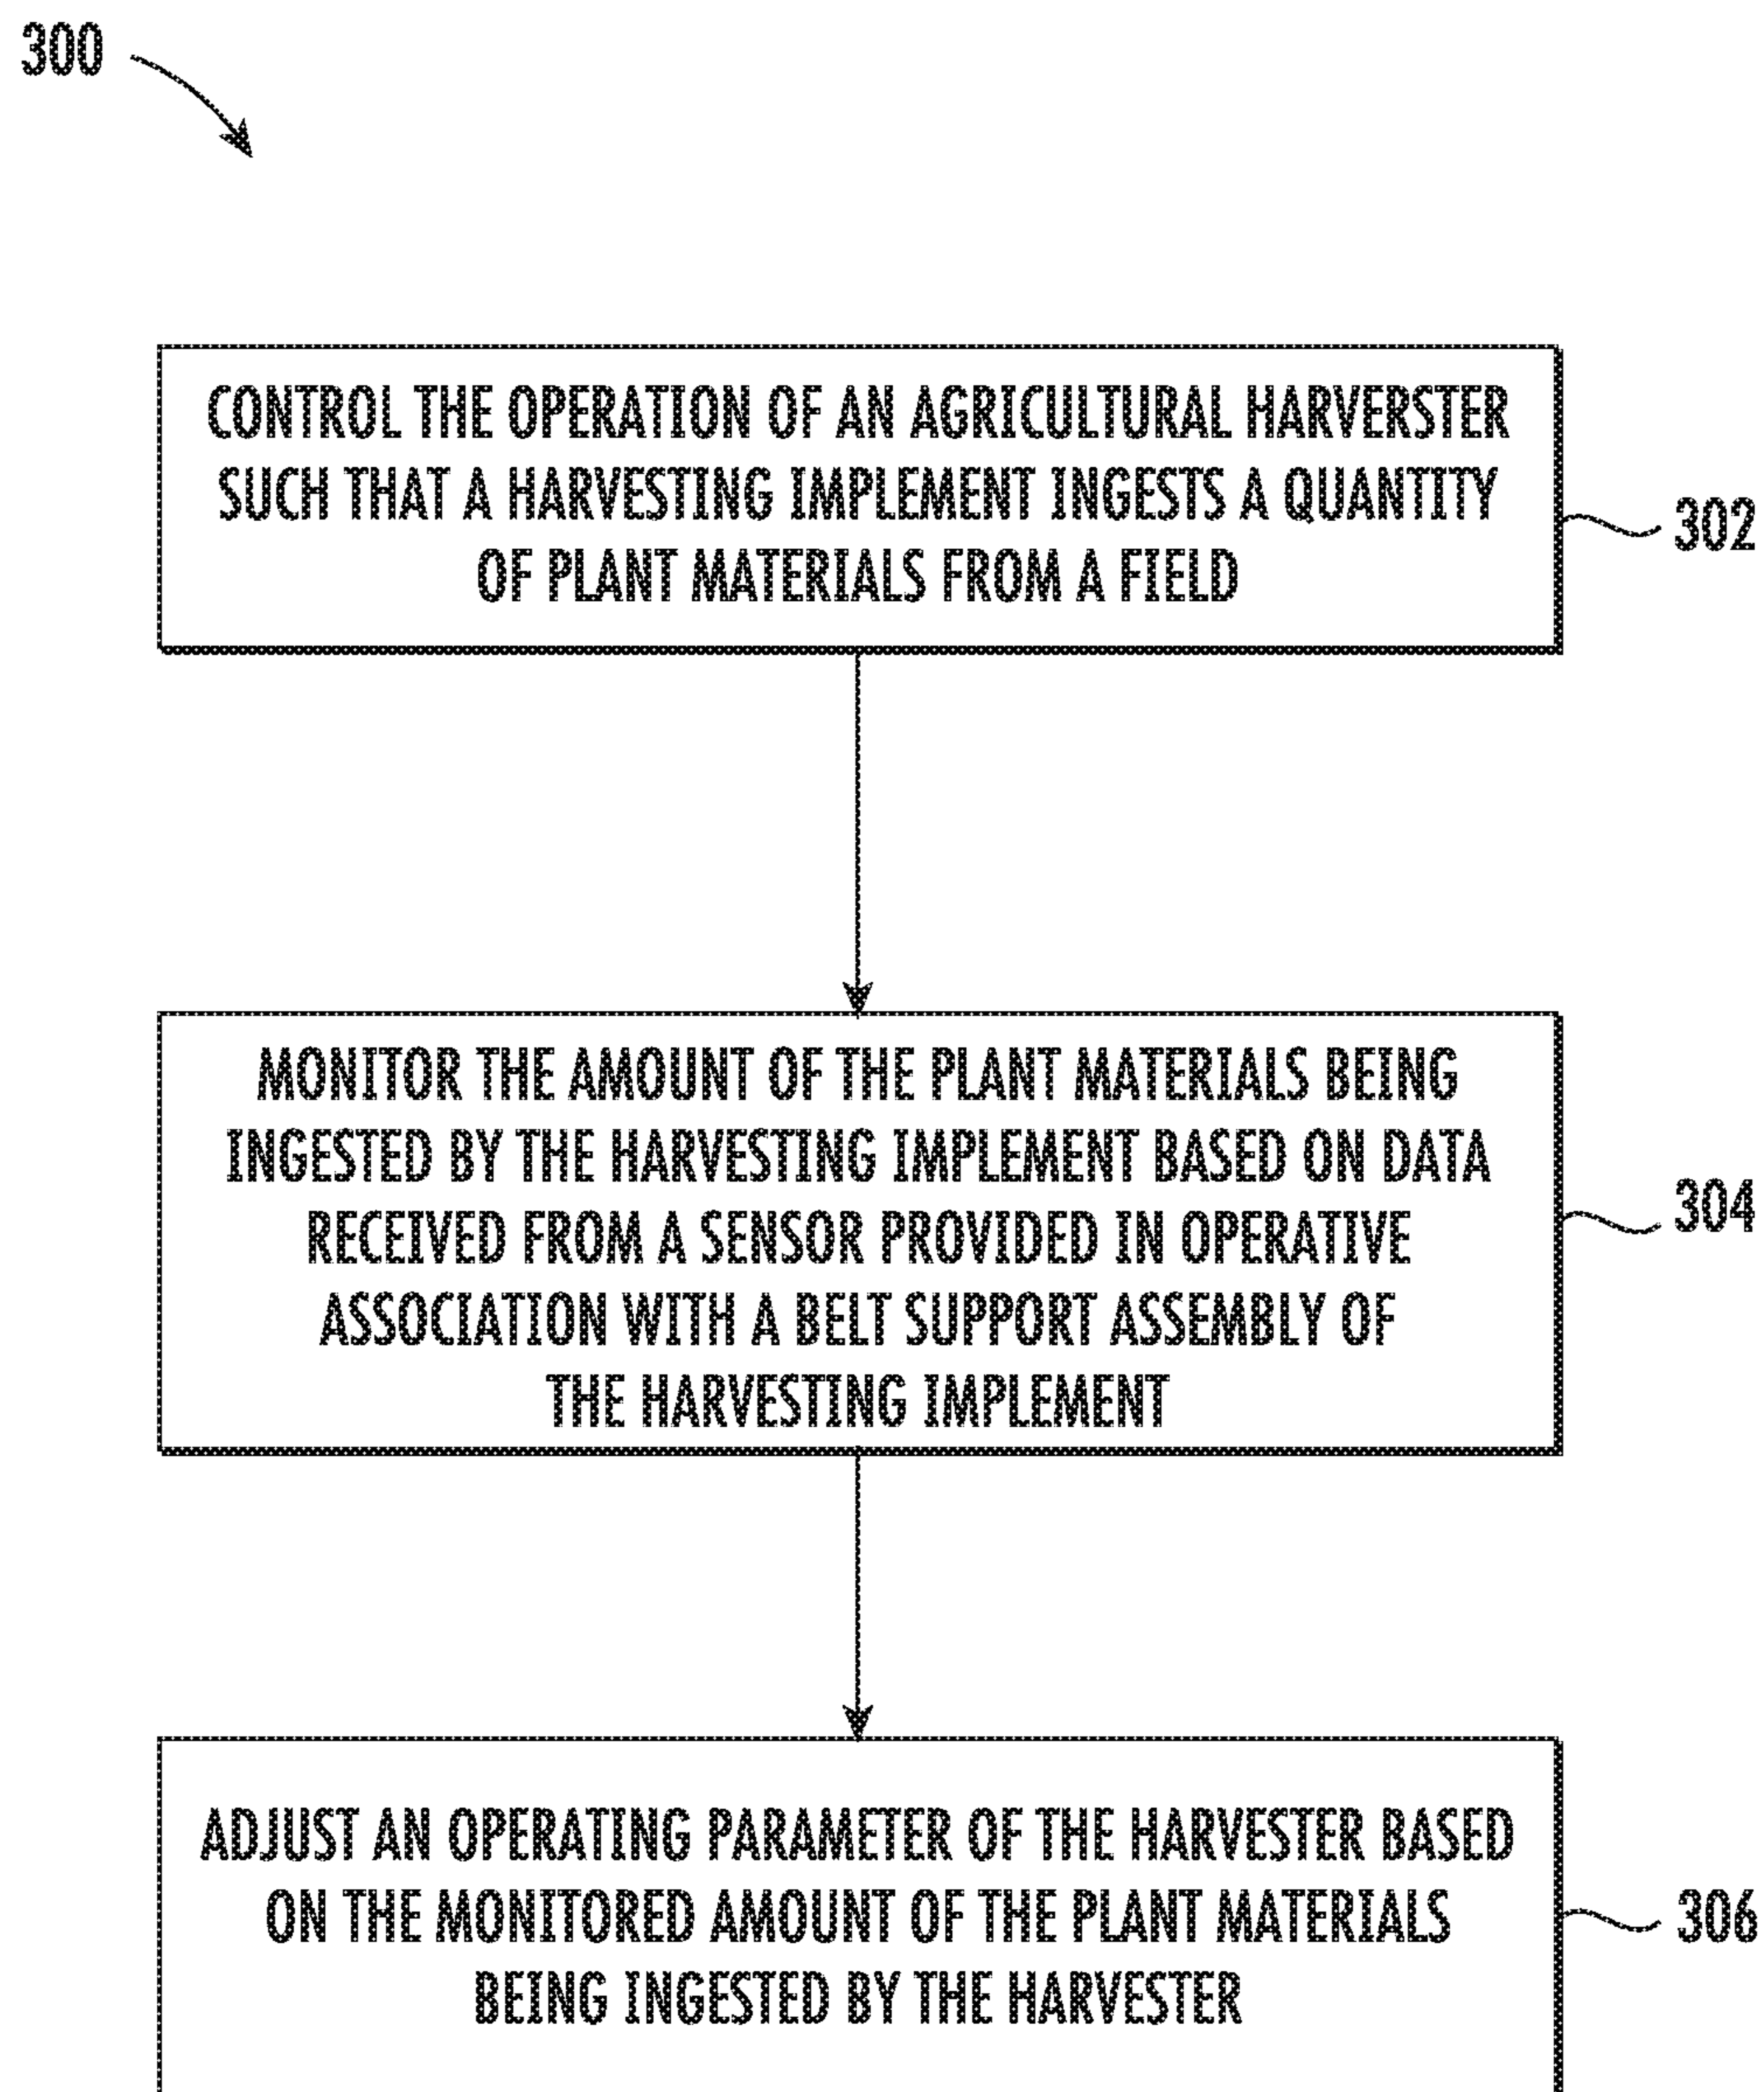 300
CONTROL THE OPERATION OF AN AGRICULTURAL HARVERSTER
SUCH THAT A HARVESTING IMPLEMENT INGESTS A QUANTITY
OF PLANT MATERIALS FROM A FIELD
302
MONITOR THE AMOUNT OF THE PLANT MATERIALS BEING
INGESTED BY THE HARVESTING IMPLEMENT BASED ON DATA
RECEIVED FROM A SENSOR PROVIDED IN OPERATIVE
ASSOCIATION WITH A BELT SUPPORT ASSEMBLY OF
THE HARVESTING IMPLEMENT
304
ADJUST AN OPERATING PARAMETER OF THE HARVESTER BASED
ON THE MONITORED AMOUNT OF THE PLANT MATERIALS
BEING INGESTED BY THE HARVESTER
306